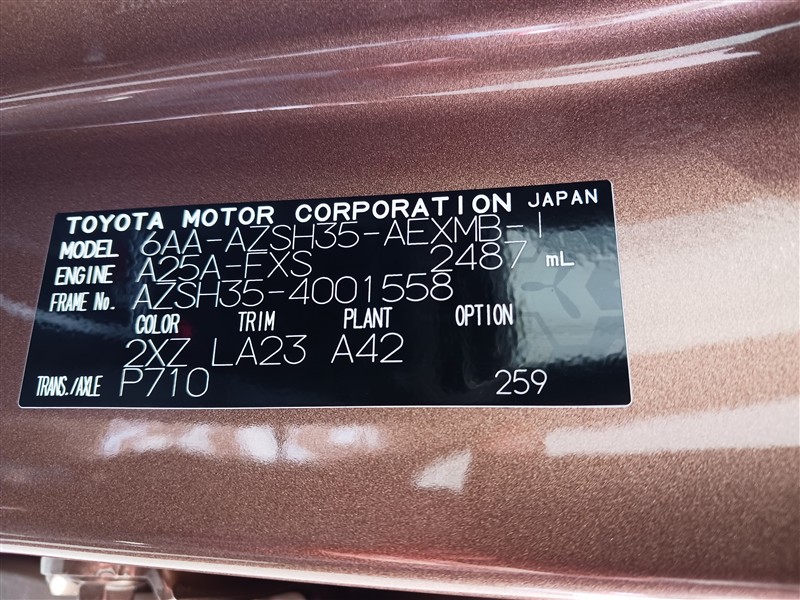 TOYOTA MOTOR CORPORATION JAPAN
MODEL 6AA-AZSH35-AEXMB-I
ENGINE A25A-FXS 2487 mL
FRAME No. AZSH35-4001558
COLOR TRIM PLANT OPTION
2XZ LA23 A42
TRANS./AXLE P710 259